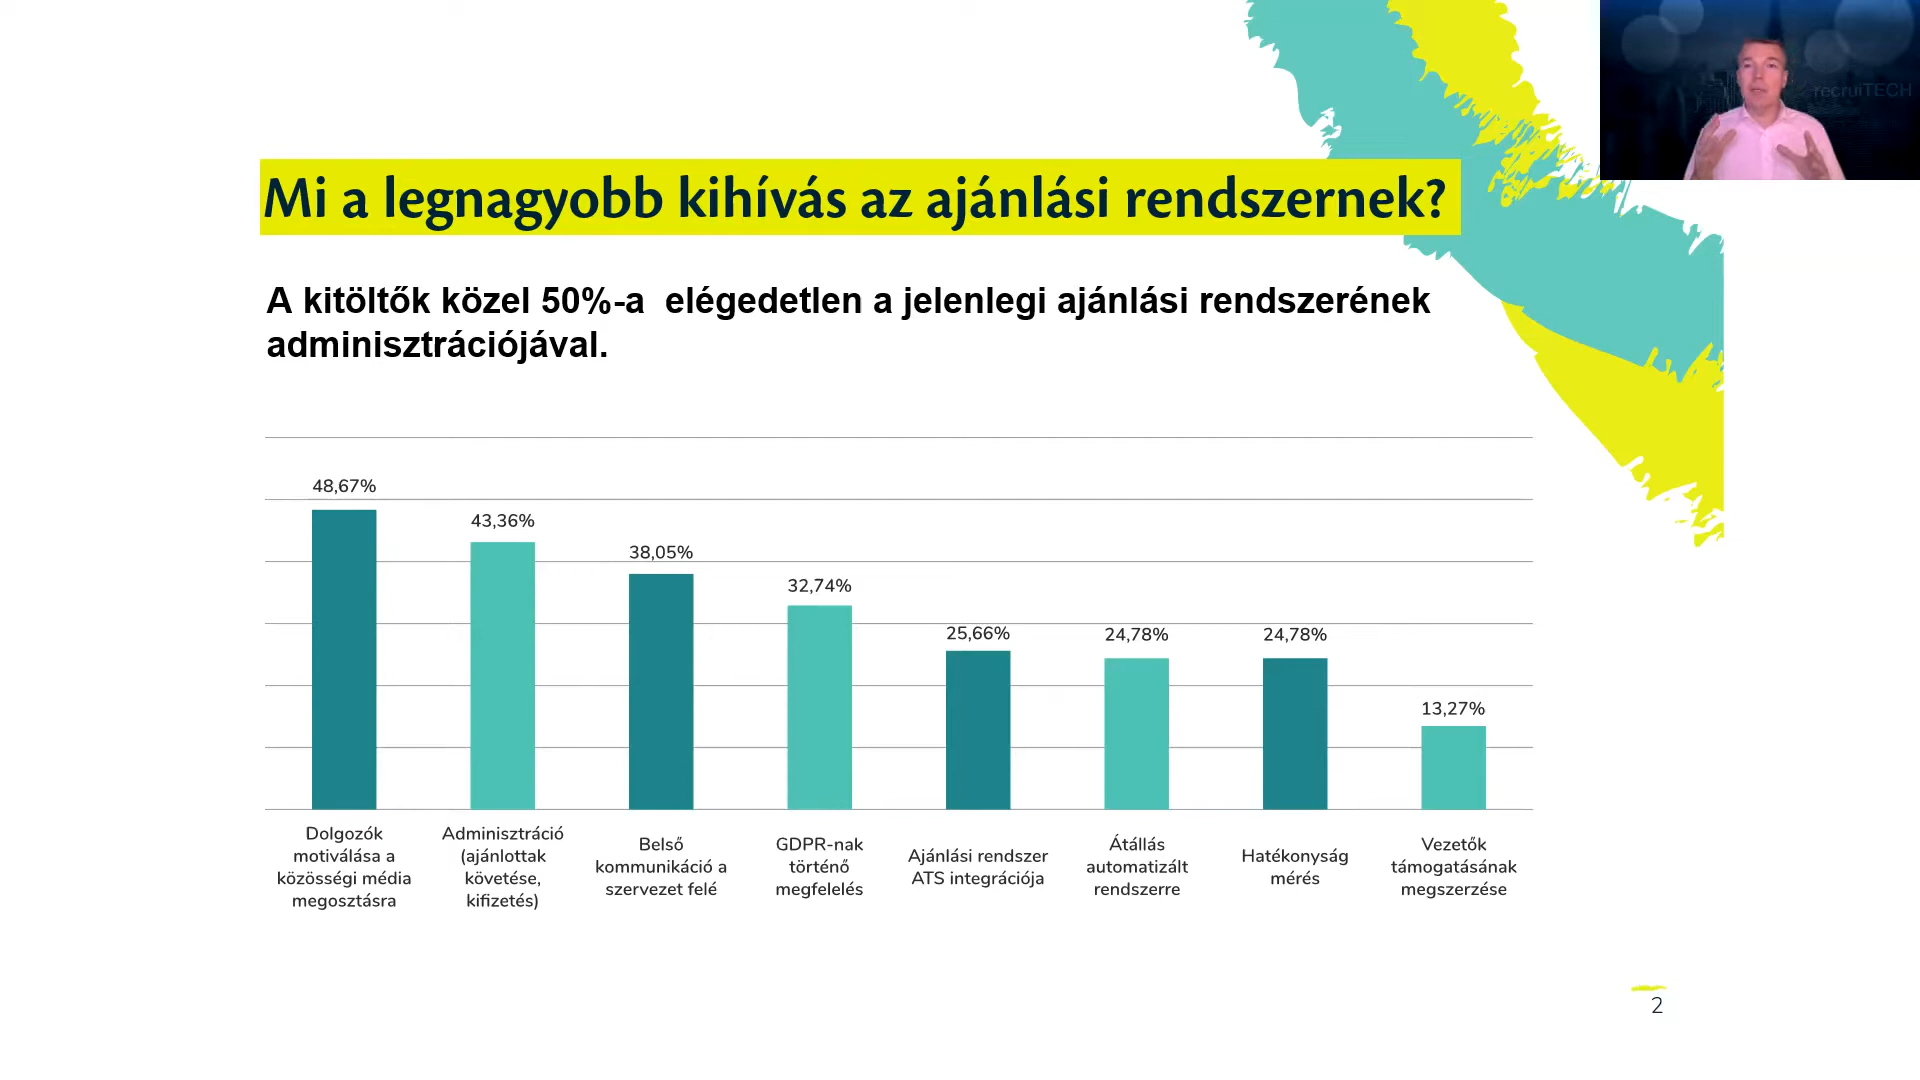 recruiTECH
Mi a legnagyobb kihívás az ajánlási rendszernek?
A kitöltők közel 50%-a  elégedetlen a jelenlegi ajánlási rendszerének
adminisztrációjával.
48,67%
43,36%
38,05%
32,74%
25,66%
24,78%
24,78%
13,27%
Dolgozók
motiválása a
közösségi média
megosztásra
Adminisztráció
(ajánlottak
követése,
kifizetés)
Belső
kommunikáció a
szervezet felé
GDPR-nak
történő
megfelelés
Ajánlási rendszer
ATS integrációja
Átállás
automatizált
rendszerre
Hatékonyság
mérés
Vezetők
támogatásának
megszerzése
2